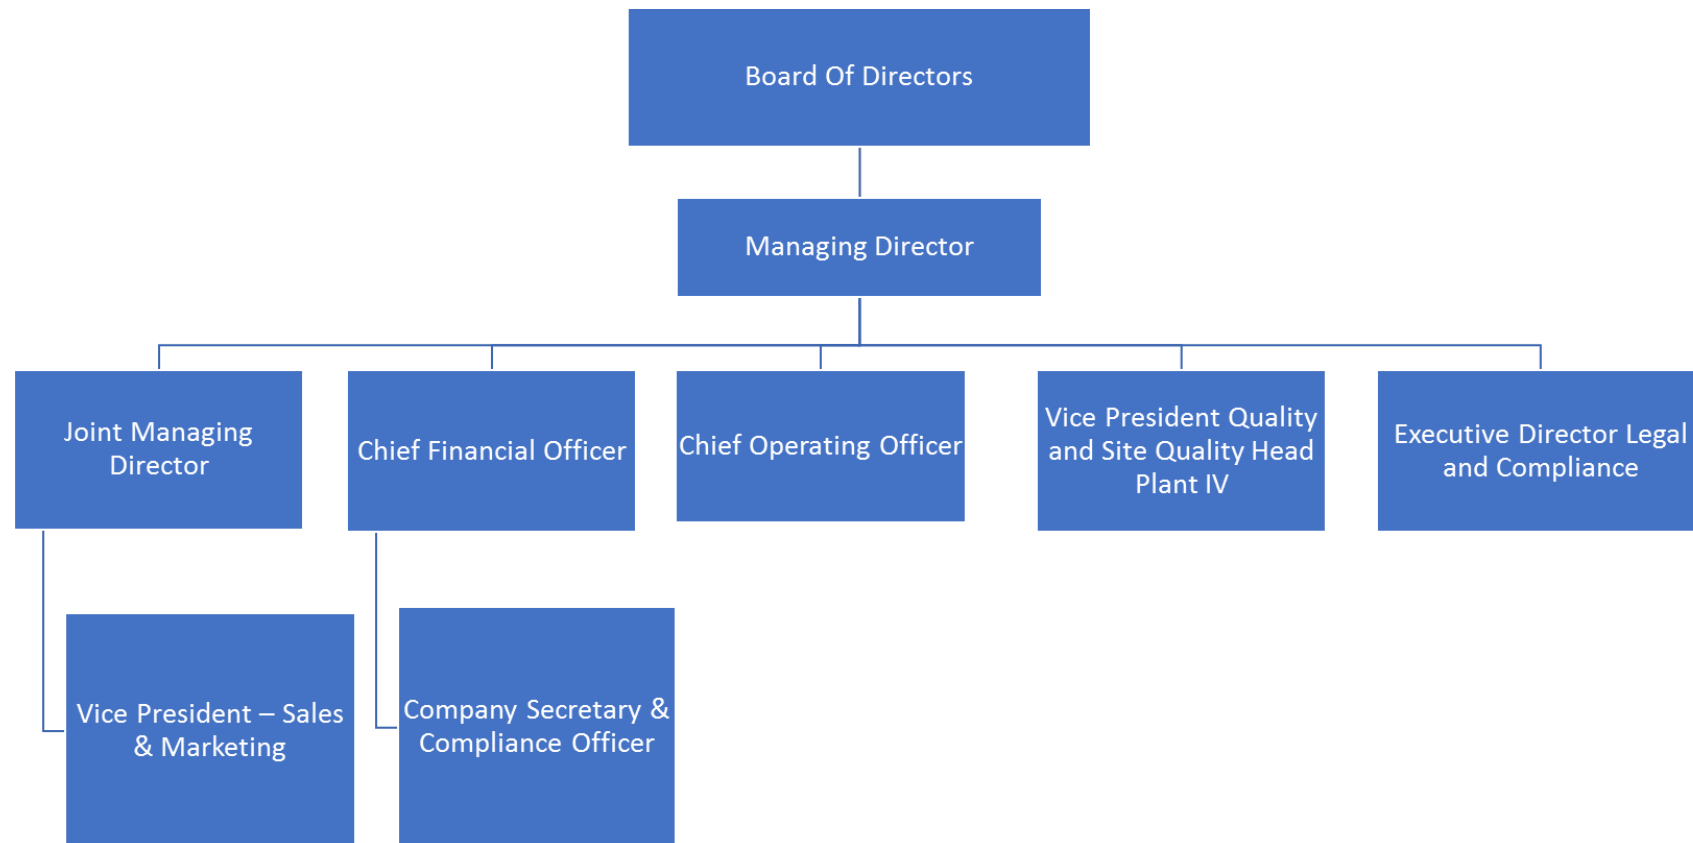 Board Of Directors
Managing Director
Joint Managing
Director
Chief Financial Officer
Chief Operating Officer
Vice President Quality
and Site Quality Head
Plant IV
Executive Director Legal
and Compliance
Vice President – Sales
& Marketing
Company Secretary &
Compliance Officer